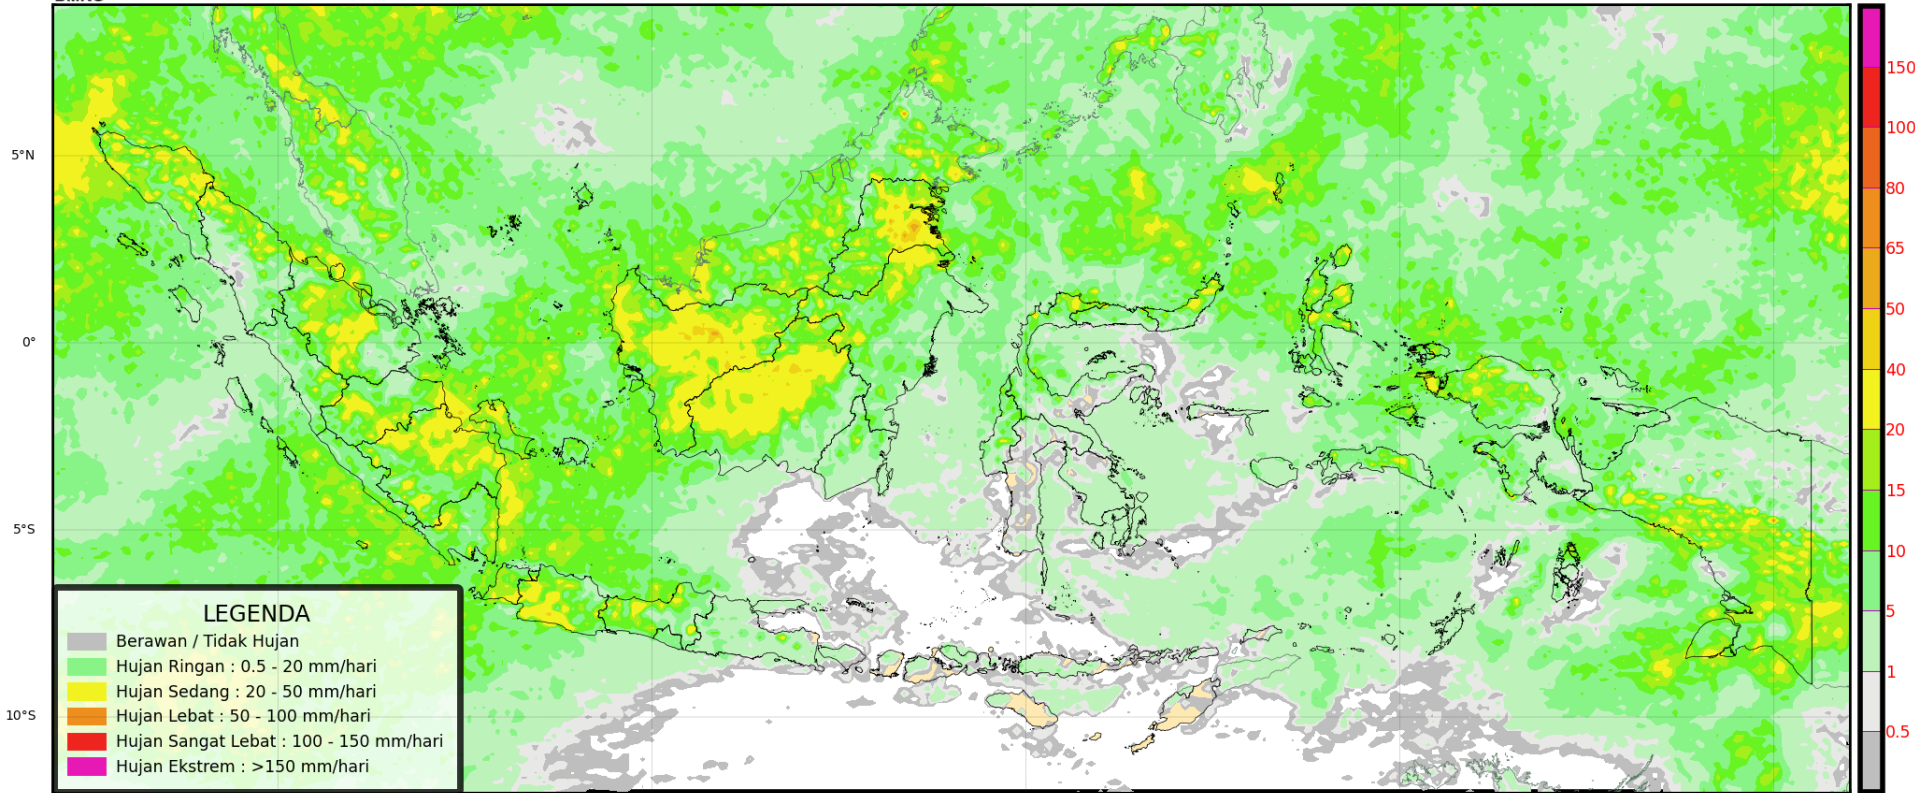 5°N
0°
5°S
10°S
LEGENDA
Berawan / Tidak Hujan
Hujan Ringan : 0.5 - 20 mm/hari
Hujan Sedang : 20 - 50 mm/hari
Hujan Lebat : 50 - 100 mm/hari
Hujan Sangat Lebat : 100 - 150 mm/hari
Hujan Ekstrem : >150 mm/hari
150
100
80
65
50
40
20
15
10
5
1
0.5